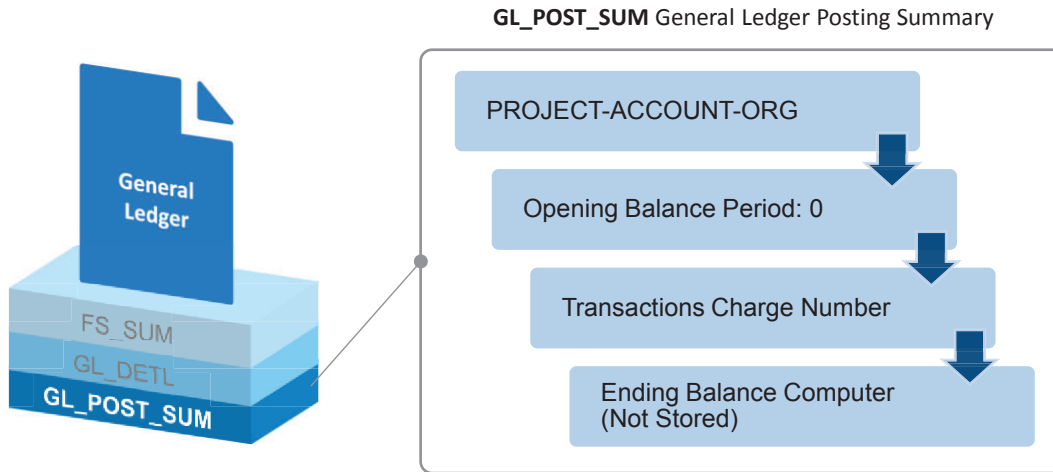 GL_POST_SUM General Ledger Posting Summary
General
Ledger
FS_SUM
GL_DETL
GL_POST_SUM
PROJECT-ACCOUNT-ORG
Opening Balance Period: 0
Transactions Charge Number
Ending Balance Computer
(Not Stored)